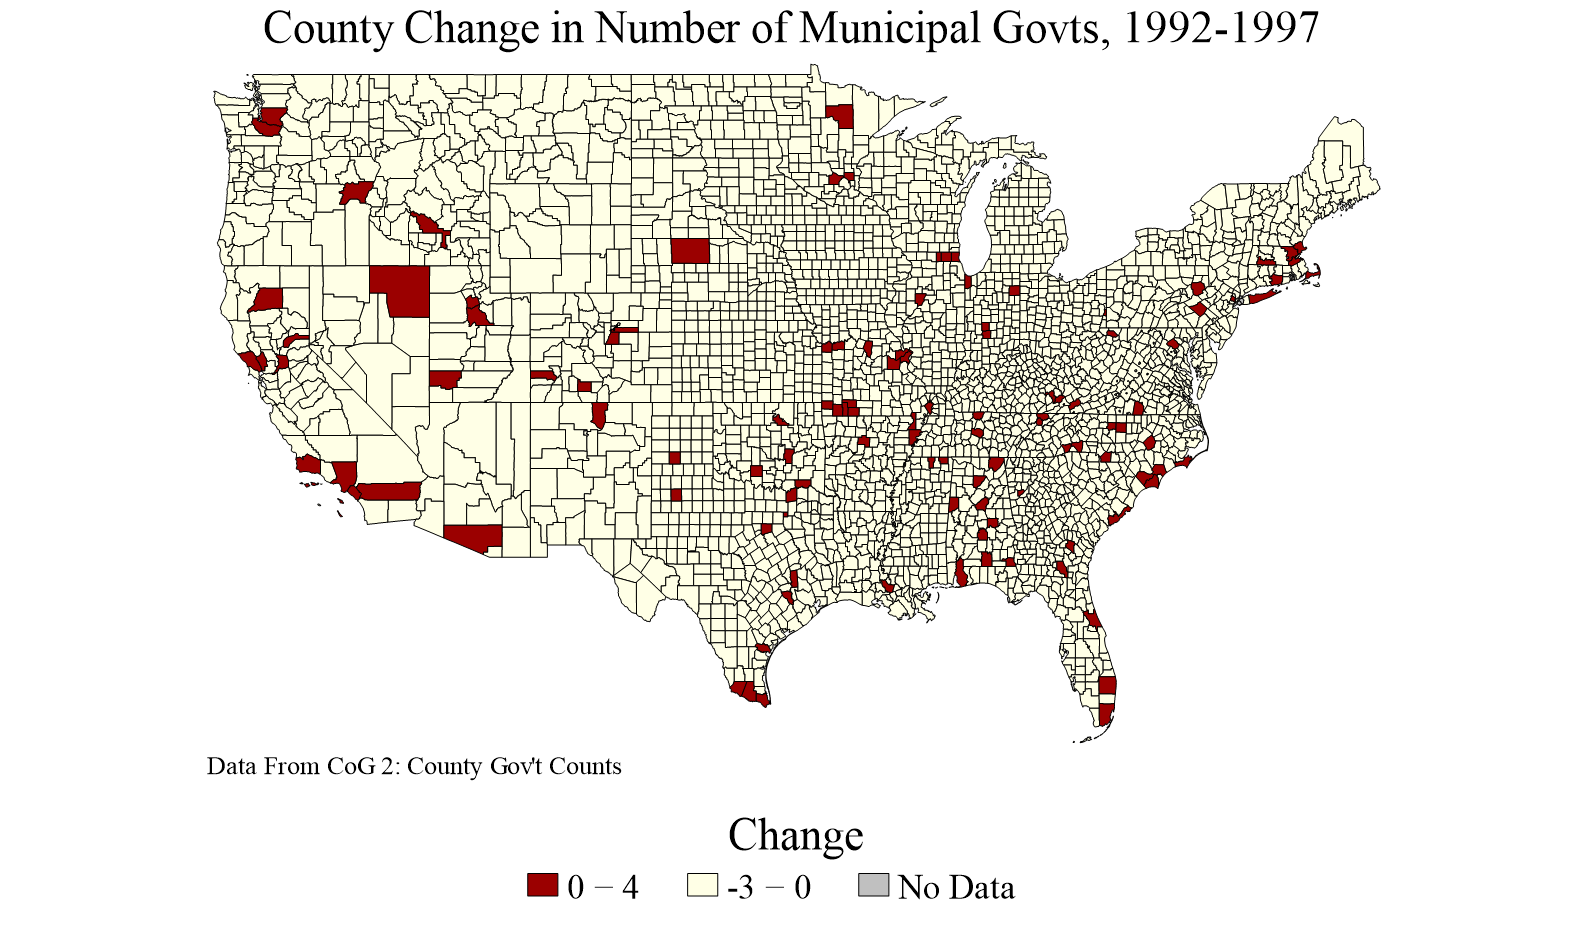 County Change in Number of Municipal Govts, 1992-1997
Data From CoG 2: County Gov't Counts
Change
0 − 4
-3 − 0
No Data